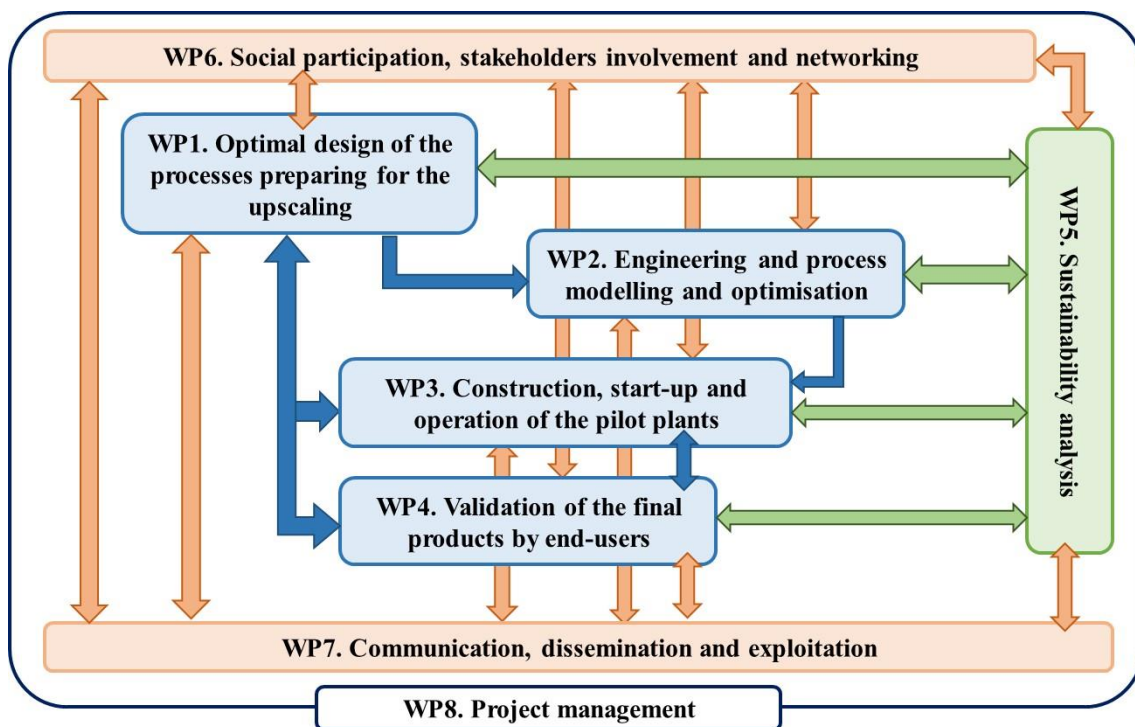 WP6. Social participation, stakeholders involvement and networking
WP1. Optimal design of the
processes preparing for the
upscaling
WP2. Engineering and process
modelling and optimisation
WP3. Construction, start-up and
operation of the pilot plants
WP4. Validation of the final
products by end-users
WP5. Sustainability analysis
WP7. Communication, dissemination and exploitation
WP8. Project management